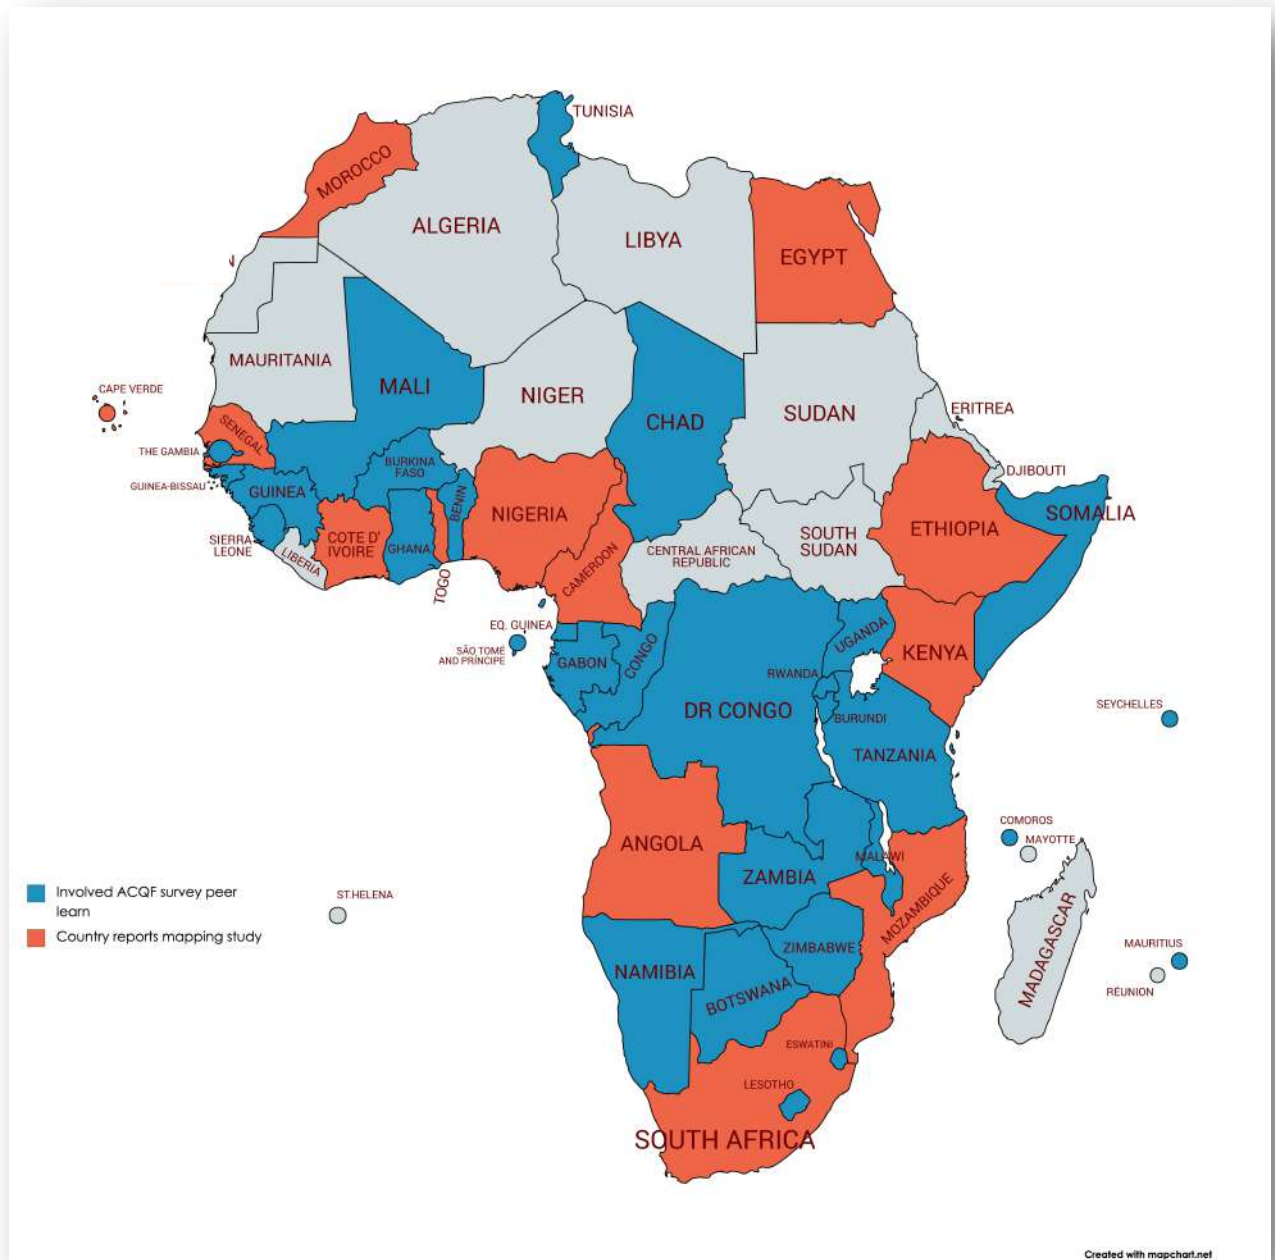 TUNISIA
MOROCCO
ALGERIA
LIBYA
EGYPT
MAURITANIA
MALI
NIGER
CHAD
SUDAN
ERITREA
CAPE VERDE
SENEGAL
THE GAMBIA
BURKINA
FASO
DJIBOUTI
GUINEA-BISSAU
GUINEA
BENIN
NIGERIA
SOMALIA
ETHIOPIA
SIERRA
LEONE
LIBERIA
COTE D'
IVOIRE
GHANA
TOGO
CAMEROON
CENTRAL AFRICAN
REPUBLIC
SOUTH
SUDAN
EQ. GUINEA
SÃO TOMÉ
AND PRÍNCIPE
GABON
CONGO
UGANDA
KENYA
RWANDA
DR CONGO
BURUNDI
SEYCHELLES
TANZANIA
COMOROS
MAYOTTE
ANGOLA
MALAWI
ZAMBIA
MOZAMBIQUE
MADAGASCAR
Involved ACQF survey peer
learn
Country reports mapping study
ST.HELENA
ZIMBABWE
MAURITIUS
NAMIBIA
BOTSWANA
RÉUNION
ESWATINI
LESOTHO
SOUTH AFRICA
Created with mapchart.net